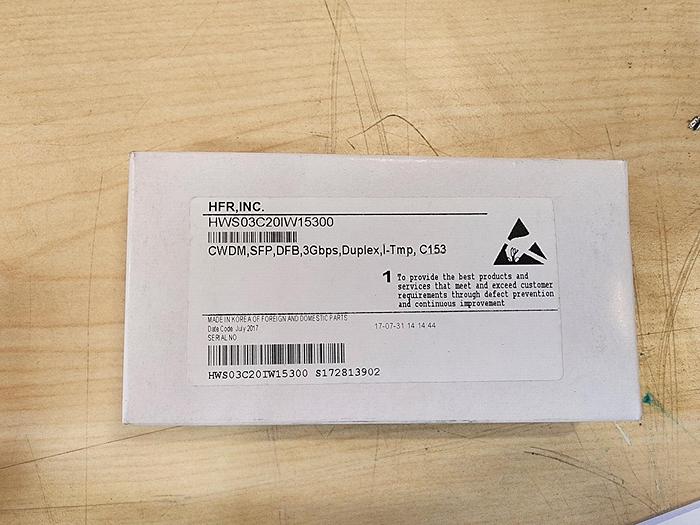 HFR,INC.
HWS03C20IW15300
CWDM,SFP,DFB,3Gbps,Duplex,I-Tmp, C153
1 To provide the best products and
services that meet and exceed customer
requirements through defect prevention
and continuous improvement
MADE IN KOREA OF FOREIGN AND DOMESTIC PARTS
Date Code July 2017 17-07-31 14 14 44
SERIAL NO
HWS03C20IW15300 S172813902